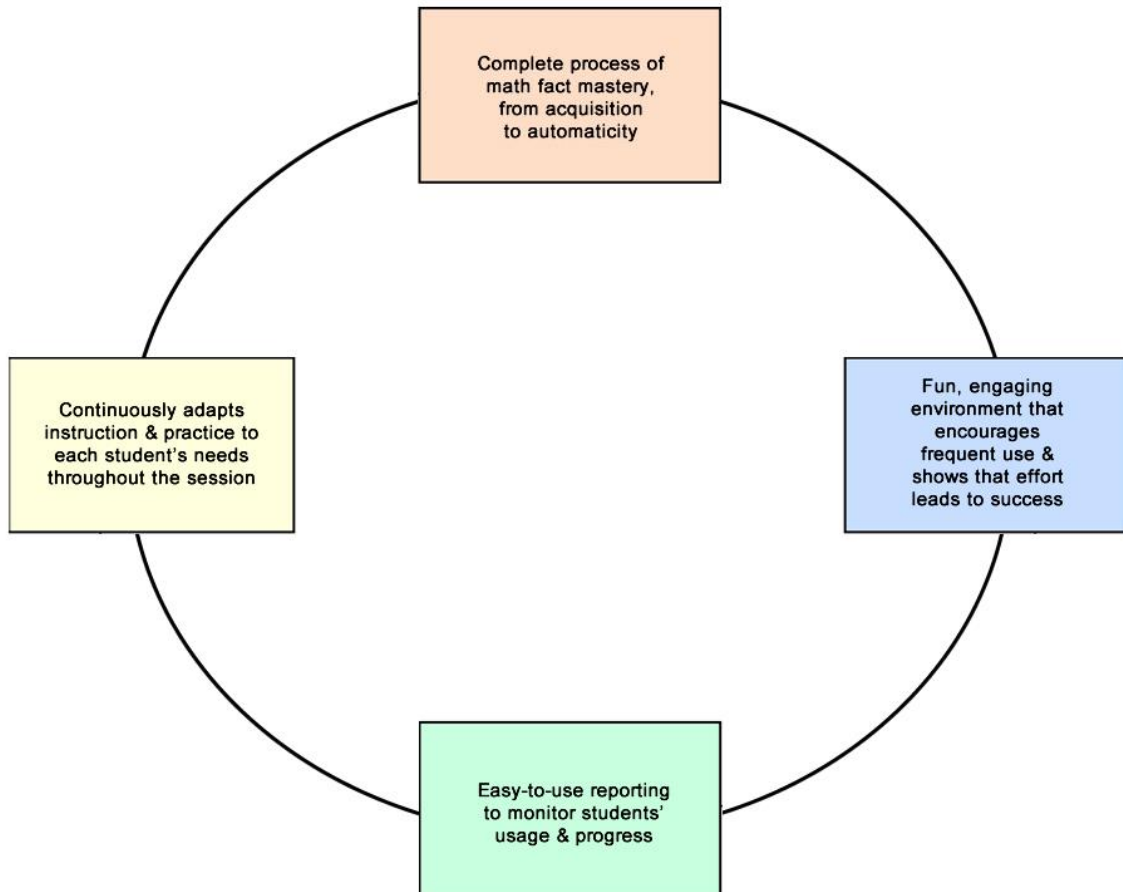 Complete process of
math fact mastery,
from acquisition
to automaticity
Continuously adapts
instruction & practice to
each student’s needs
throughout the session
Fun, engaging
environment that
encourages
frequent use &
shows that effort
leads to success
Easy-to-use reporting
to monitor students’
usage & progress